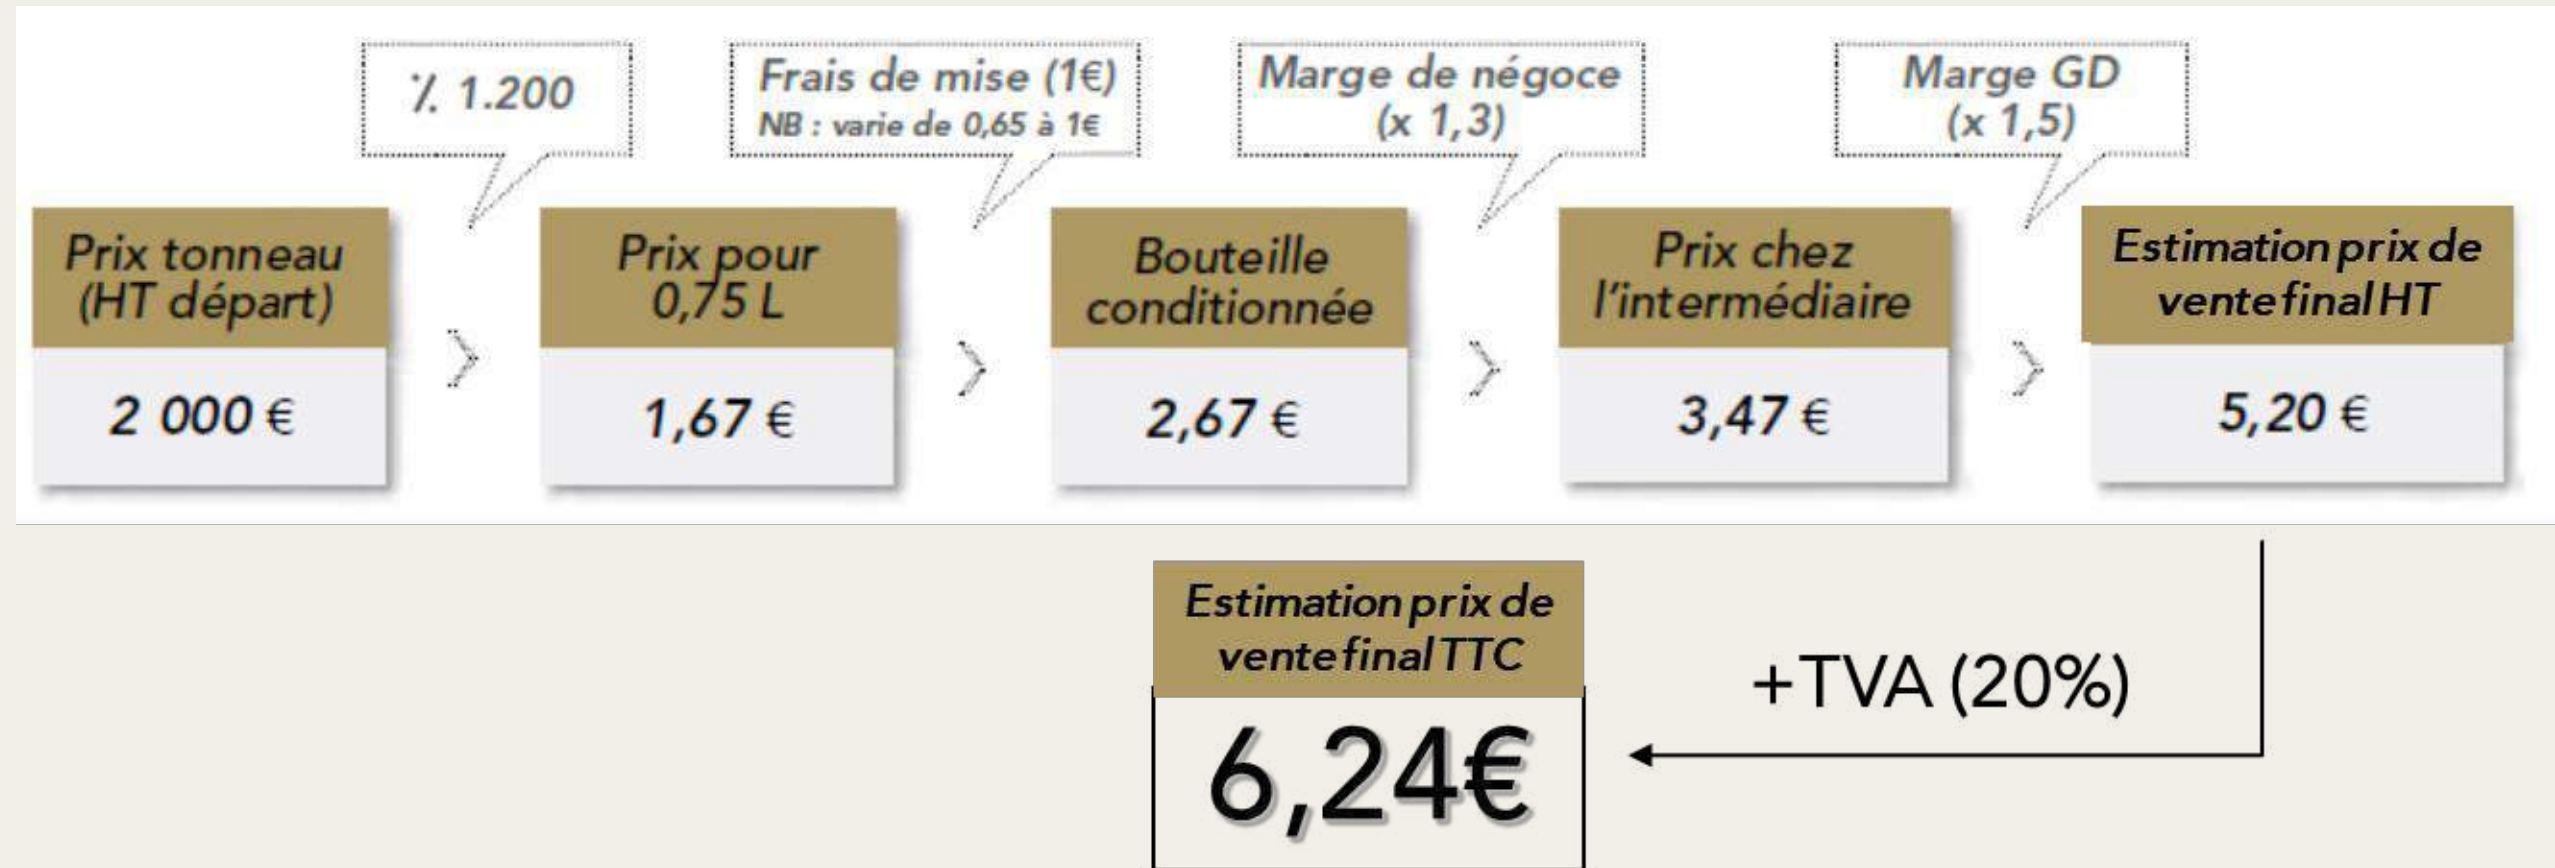 ٪ 1.200
Frais de mise (1€)
NB : varie de 0,65 à 1€
Marge de négoce
(x 1,3)
Marge GD
(x 1,5)
Prix tonneau
(HT départ)
2 000 €
Prix pour
0,75 L
1,67 €
Bouteille
conditionnée
2,67 €
Prix chez
l'intermédiaire
3,47 €
Estimation prix de
vente final HT
5,20 €
Estimation prix de
vente final TTC
6,24€
+TVA (20%)